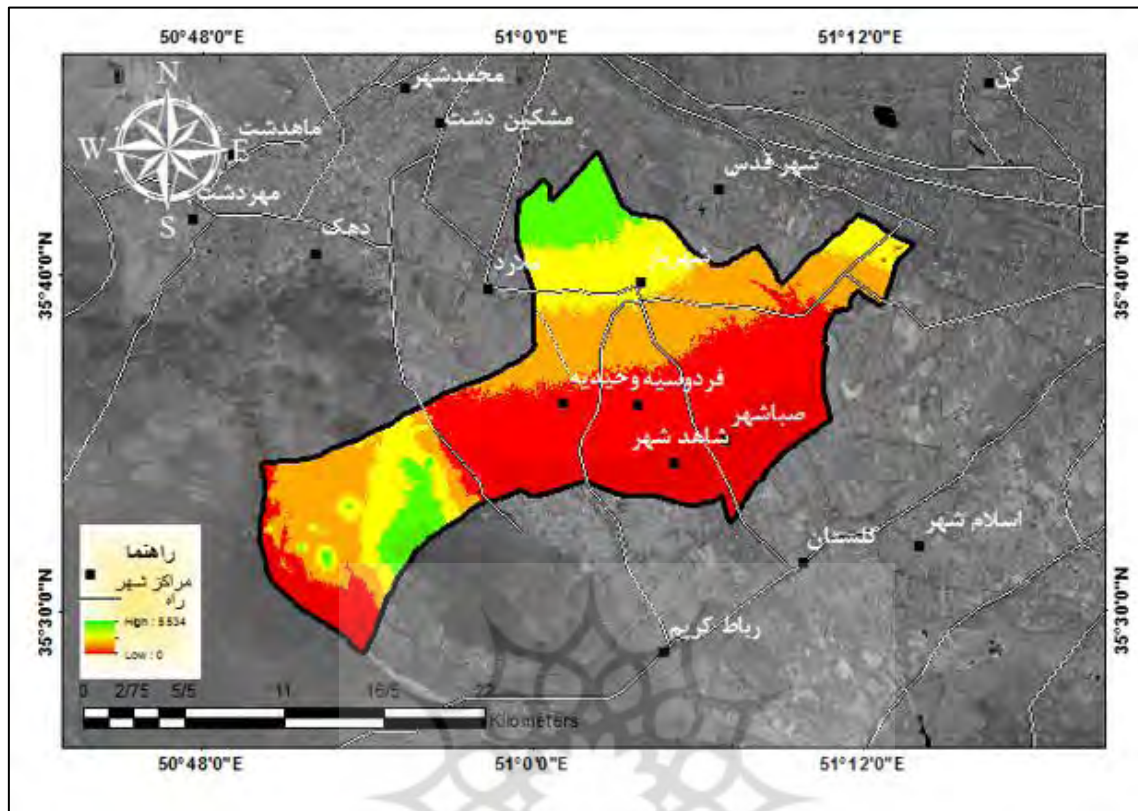 50°48'0"E 51°0'0"E 51°12'0"E
N
W E
S
محمدشهر
کن
مشکین دشت
ماهدشت
شهر قدس
مهردشت
دهک
شهریار
ملارد
35°40'0"N 35°40'0"N
فردوسیه وحیدیه
صباشهر
شاهد شهر
اسلام شهر
گلستان
رباط کریم
35°30'0"N 35°30'0"N
راهنما
مراکز شهر
راه
High : 5.534
Low : 0
0 2/75 5/5 11 16/5 22
Kilometers
50°48'0"E 51°0'0"E 51°12'0"E